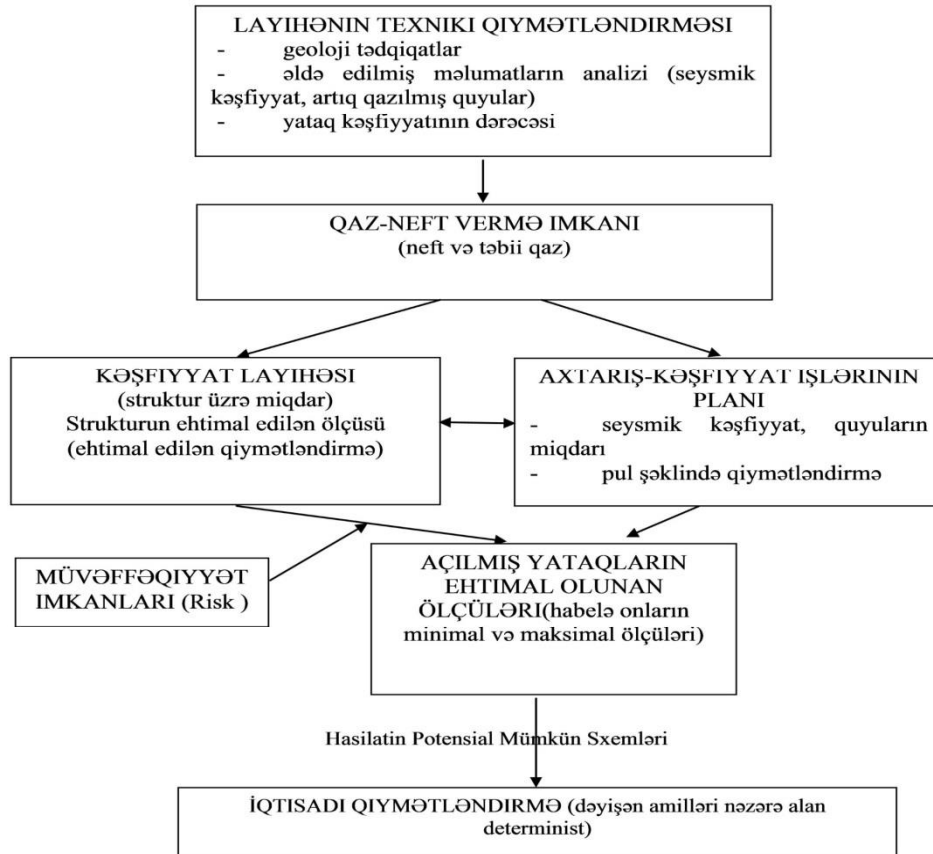 LAYIHƏNIN TEXNIKI QIYMƏTLƏNDIRMƏSI
- geoloji tədqiqatlar
- əldə edilmiş məlumatların analizi (seysmik
kəşfiyyat, artıq qazılmış quyular)
- yataq kəşfiyyatının dərəcəsi
QAZ-NEFT VERMƏ IMKANI
(neft və təbii qaz)
KƏŞFIYYAT LAYIHƏSI
(struktur üzrə miqdar)
Strukturun ehtimal edilən ölçüsü
(ehtimal edilən qiymətləndirmə)
AXTARIŞ-KƏŞFIYYAT IŞLƏRININ
PLANI
- seysmik kəşfiyyat, quyuların
miqdarı
- pul şəklində qiymətləndirmə
MÜVƏFFƏQIYYƏT
IMKANLARI (Risk )
AÇILMIŞ YATAQLARIN
EHTIMAL OLUNAN
ÖLÇÜLƏRI(habelə onların
minimal və maksimal ölçüləri)
Hasilatin Potensial Mümkün Sxemləri
İQTISADI QIYMƏTLƏNDIRMƏ (dəyişən amilləri nəzərə alan
determinist)